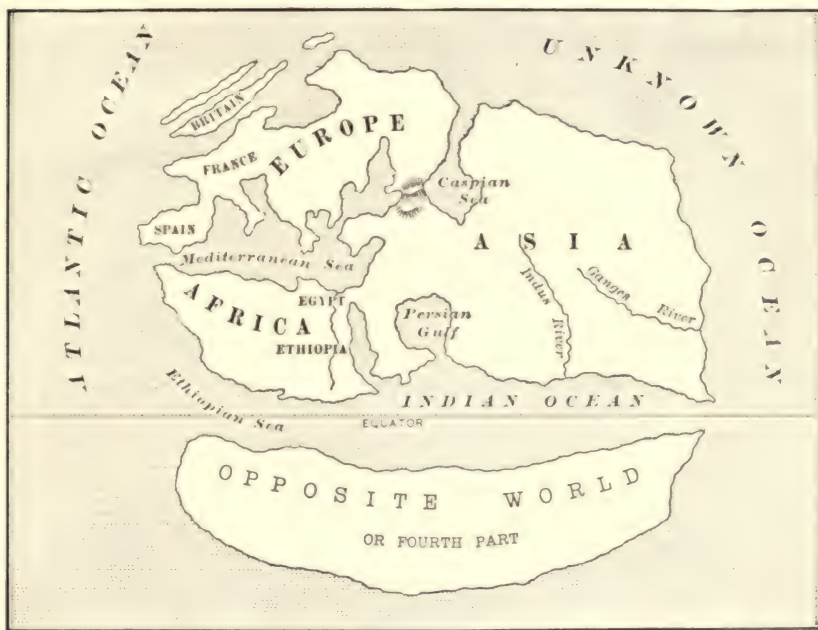 UNKNOWN OCEAN
ATLANTIC OCEAN
BRITAIN
EUROPE
FRANCE
Caspian
Sea
SPAIN
ASIA
Mediterranean Sea
Indus
River
Ganges
River
AFRICA
EGYPT
Persian
Gulf
ETHIOPIA
Ethiopian Sea
INDIAN OCEAN
EQUATOR
OPPOSITE WORLD
OR FOURTH PART